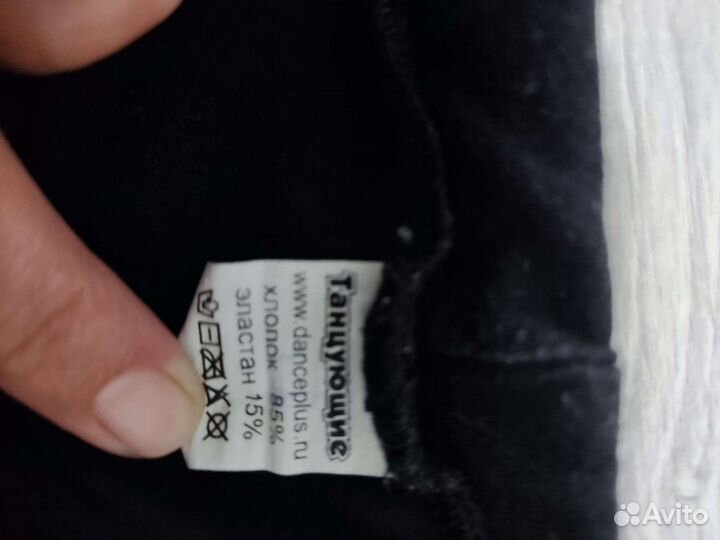 Танцующие
www.danceplus.ru
хлопок 85%
эластан 15%
Avito